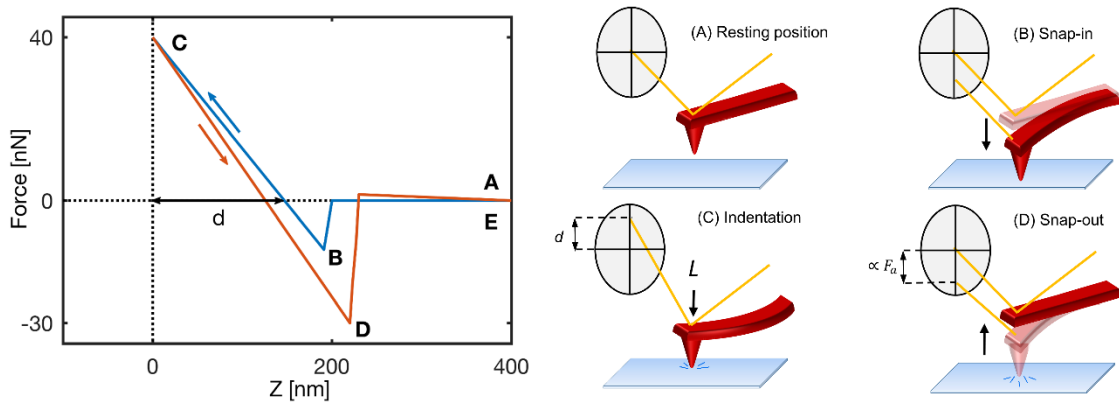 40
0
-30
Force [nN]
C
A
E
B
D
d
0
200
400
Z [nm]
(A) Resting position
(B) Snap-in
(C) Indentation
d
L
(D) Snap-out
∝ Fₐ